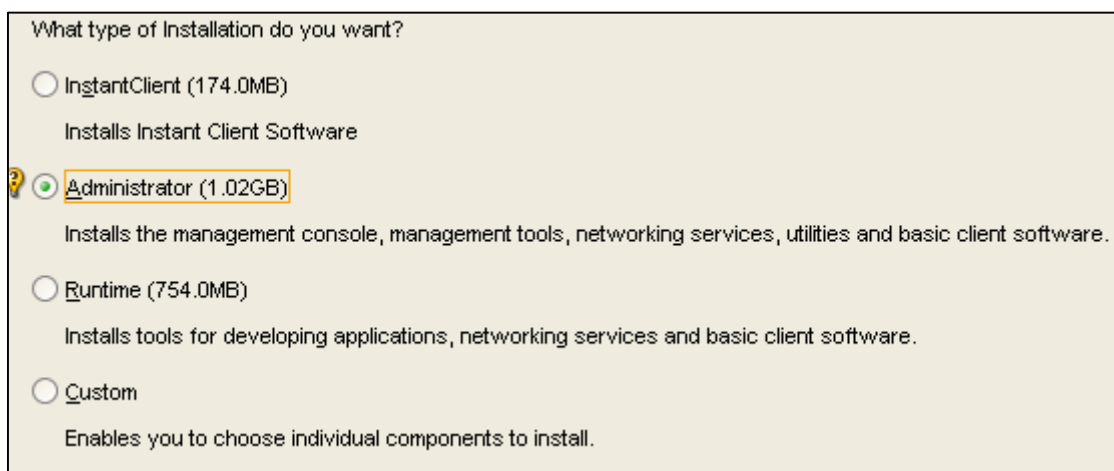 What type of Installation do you want?
InstantClient (174.0MB)
Installs Instant Client Software
Administrator (1.02GB)
Installs the management console, management tools, networking services, utilities and basic client software.
Runtime (754.0MB)
Installs tools for developing applications, networking services and basic client software.
Custom
Enables you to choose individual components to install.